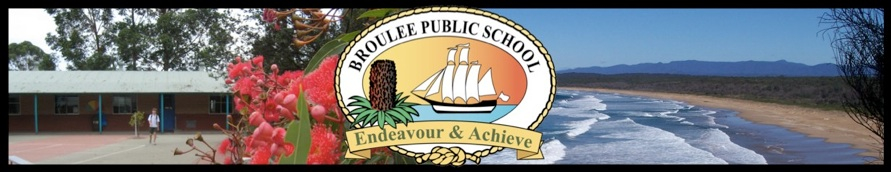 BROULEE PUBLIC SCHOOL
Endeavour & Achieve